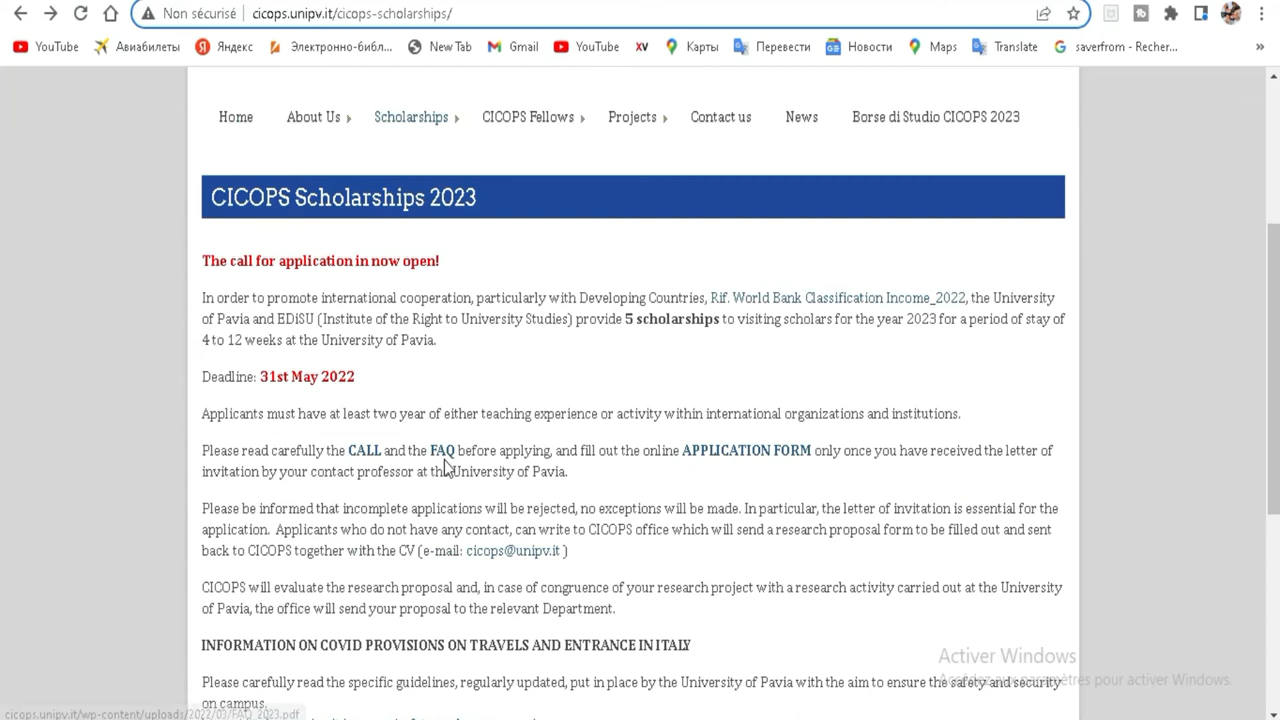 Non sécurisé cicops.unipv.it/cicops-scholarships/
YouTube Авиабилеты Яндекс Электронно-библ... New Tab Gmail YouTube XV Карты Перевести Новости Maps Translate saverfrom - Recher... »
Home About Us Scholarships CICOPS Fellows Projects Contact us News Borse di Studio CICOPS 2023
CICOPS Scholarships 2023
The call for application in now open!
In order to promote international cooperation, particularly with Developing Countries, Rif. World Bank Classification Income_2022, the University
of Pavia and EDiSU (Institute of the Right to University Studies) provide 5 scholarships to visiting scholars for the year 2023 for a period of stay of
4 to 12 weeks at the University of Pavia.
Deadline: 31st May 2022
Applicants must have at least two year of either teaching experience or activity within international organizations and institutions.
Please read carefully the CALL and the FAQ before applying, and fill out the online APPLICATION FORM only once you have received the letter of
invitation by your contact professor at the University of Pavia.
Please be informed that incomplete applications will be rejected, no exceptions will be made. In particular, the letter of invitation is essential for the
application. Applicants who do not have any contact, can write to CICOPS office which will send a research proposal form to be filled out and sent
back to CICOPS together with the CV ( e-mail: cicops@unipv.it )
CICOPS will evaluate the research proposal and, in case of congruence of your research project with a research activity carried out at the University
of Pavia, the office will send your proposal to the relevant Department.
INFORMATION ON COVID PROVISIONS ON TRAVELS AND ENTRANCE IN ITALY
Please carefully read the specific guidelines, regularly updated, put in place by the University of Pavia with the aim to ensure the safety and security
on campus.
Activer Windows
Accédez aux paramètres pour activer Windows.
cicops.unipv.it/wp-content/uploads/2022/03/FAQ_2023.pdf